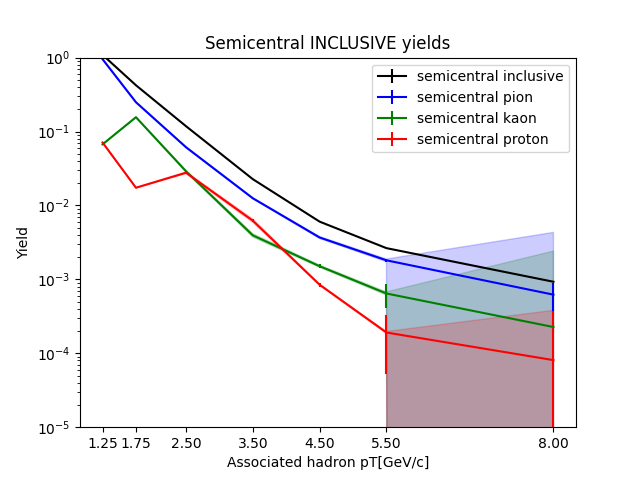 Semicentral INCLUSIVE yields
semicentral inclusive
semicentral pion
semicentral kaon
semicentral proton
Yield
10^0
10^-1
10^-2
10^-3
10^-4
10^-5
1.25 1.75 2.50 3.50 4.50 5.50 8.00
Associated hadron pT[GeV/c]